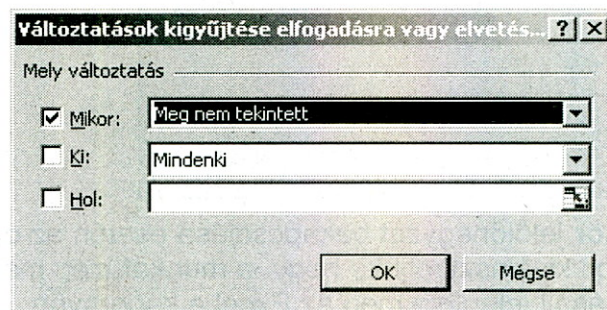 Változtatások kigyűjtése elfogadásra vagy elvetés...
Mely változtatás
Mikor: Meg nem tekintett
Ki: Mindenki
Hol:
OK Mégse